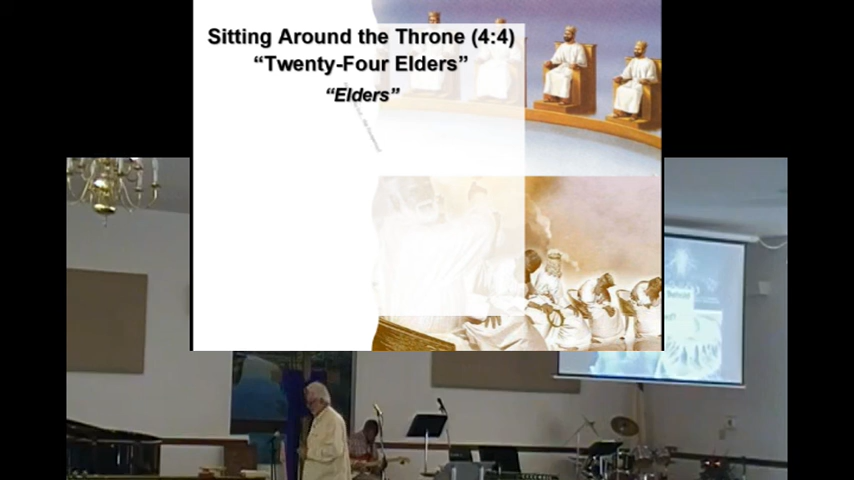 Sitting Around the Throne (4:4)
“Twenty-Four Elders”
“Elders”